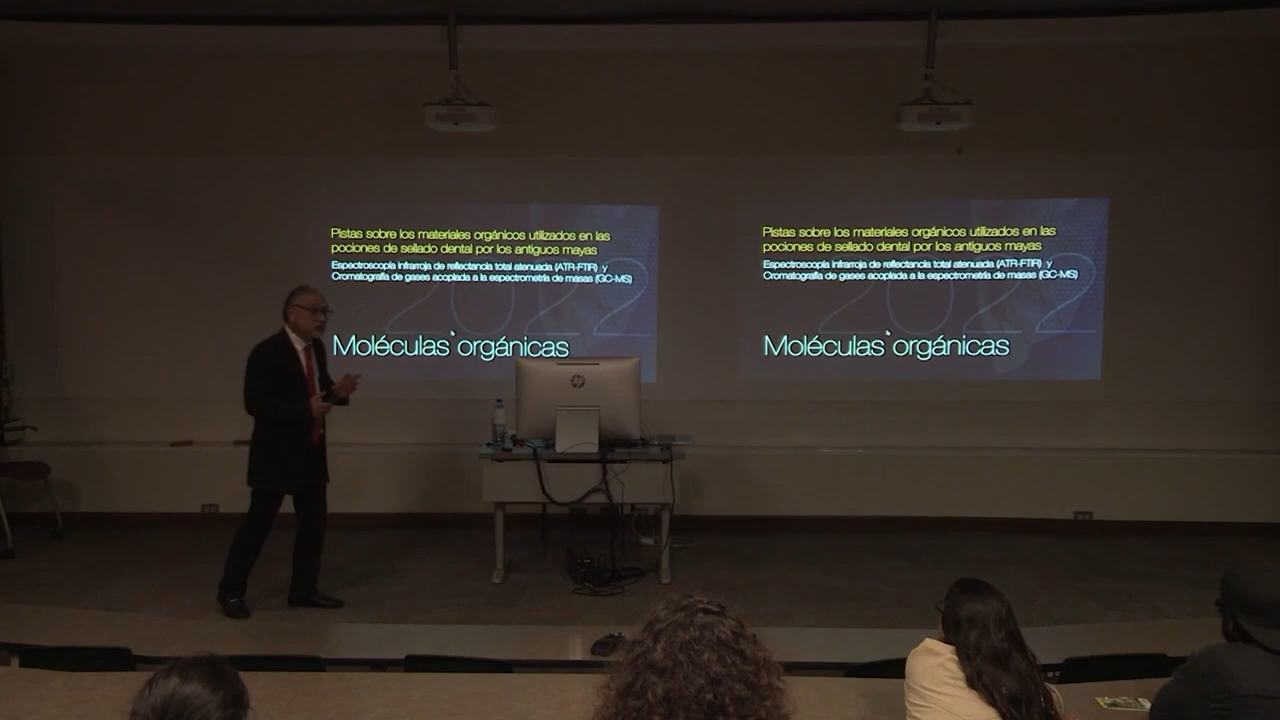 Pistas sobre los materiales orgánicos utilizados en las
pociones de sellado dental por los antiguos mayas
Espectroscopía infrarroja de reflectancia total atenuada (ATR-FTIR) y
Cromatografía de gases acoplada a la espectrometría de masas (GC-MS)
2022
Moléculas orgánicas
Pistas sobre los materiales orgánicos utilizados en las
pociones de sellado dental por los antiguos mayas
Espectroscopía infrarroja de reflectancia total atenuada (ATR-FTIR) y
Cromatografía de gases acoplada a la espectrometría de masas (GC-MS)
2022
Moléculas orgánicas
hp